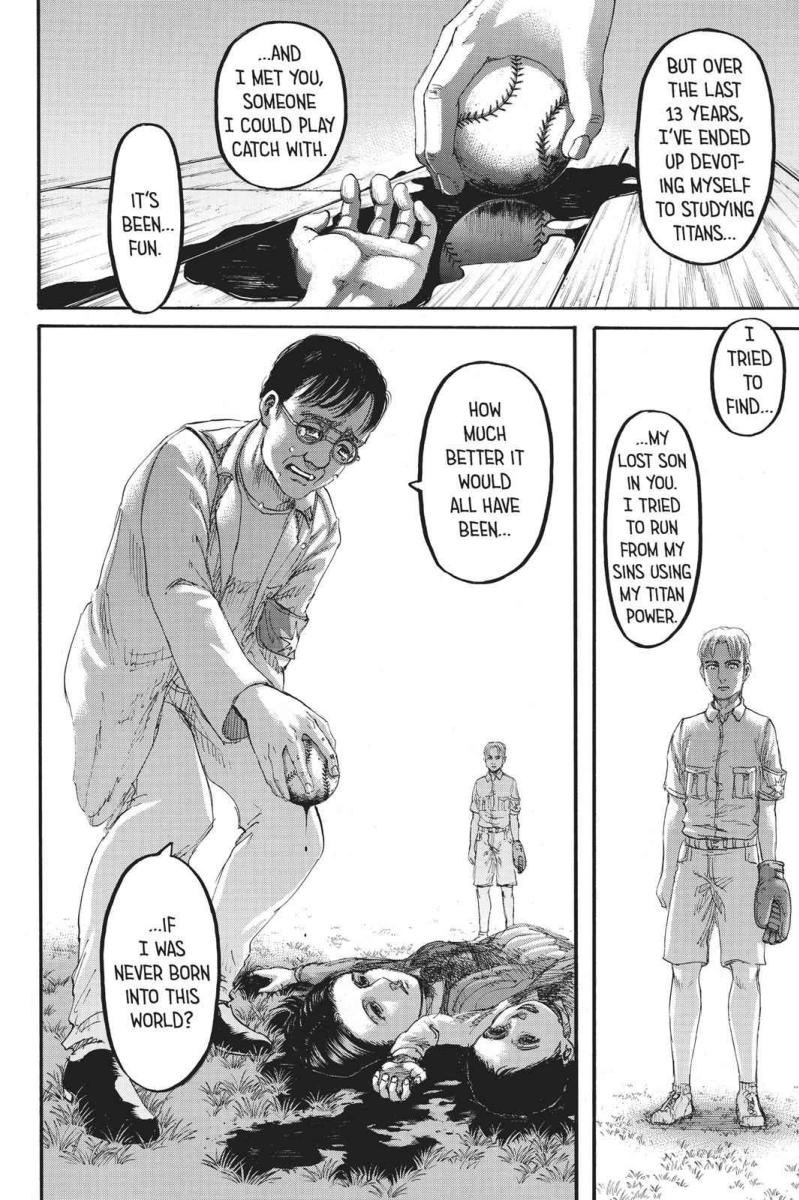 BUT OVER
THE LAST
13 YEARS,
I'VE ENDED
UP DEVOT-
ING MYSELF
TO STUDYING
TITANS...
...AND
I MET YOU,
SOMEONE
I COULD PLAY
CATCH WITH.
IT'S
BEEN...
FUN.
I
TRIED
TO
FIND...
...MY
LOST SON
IN YOU.
I TRIED
TO RUN
FROM MY
SINS USING
MY TITAN
POWER.
HOW
MUCH
BETTER IT
WOULD
ALL HAVE
BEEN...
...IF
I WAS
NEVER BORN
INTO THIS
WORLD?